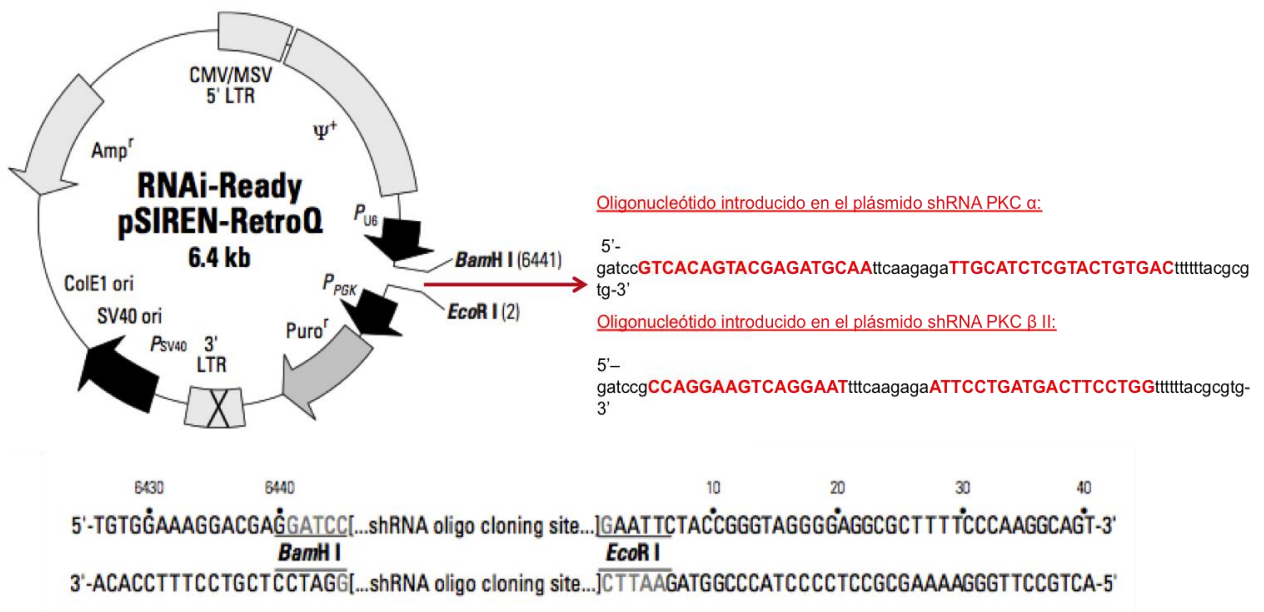 CMV/MSV
5' LTR
Ψ+
Ampr
RNAi-Ready
pSIREN-RetroQ
6.4 kb
PU6
BamH I (6441)
EcoR I (2)
PPGK
Puror
ColE1 ori
SV40 ori
PSV40
3'
LTR
Oligonucleótido introducido en el plásmido shRNA PKC α:
5'-
gatccGTCACAGTACGAGATGCAAttcaagagaTTGCATCTCGTACTGTGACttttttacgcg
tg-3'
Oligonucleótido introducido en el plásmido shRNA PKC β II:
5'–
gatccgCCAGGAAGTCAGGAATttcaagagaATTCCTGATGACTTCCTGGttttttacgcgtg-
3'
6430 6440 10 20 30 40
5'-TGTGGAAAGGACGAGGATCC[...shRNA oligo cloning site...]GAATTCTACCGGGTAGGGGAGGCGCTTTTCCCAAGGCAGT-3'
BamH I EcoR I
3'-ACACCTTTCCTGCTCCTAGG[...shRNA oligo cloning site...]CTTAAGATGGCCCATCCCCTCCGCGAAAAGGGTTCCGTCA-5'